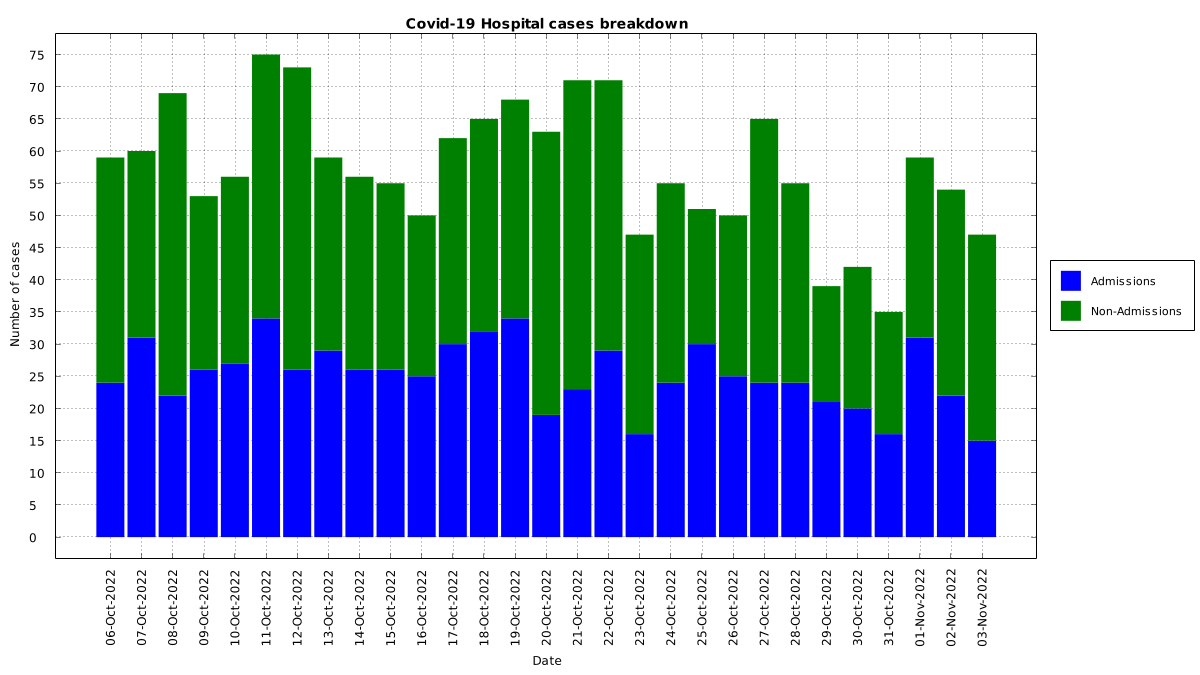 Covid-19 Hospital cases breakdown
75
70
65
60
55
50
45
40
35
30
25
20
15
10
5
0
Number of cases
Admissions
Non-Admissions
06-Oct-2022
07-Oct-2022
08-Oct-2022
09-Oct-2022
10-Oct-2022
11-Oct-2022
12-Oct-2022
13-Oct-2022
14-Oct-2022
15-Oct-2022
16-Oct-2022
17-Oct-2022
18-Oct-2022
19-Oct-2022
20-Oct-2022
21-Oct-2022
22-Oct-2022
23-Oct-2022
24-Oct-2022
25-Oct-2022
26-Oct-2022
27-Oct-2022
28-Oct-2022
29-Oct-2022
30-Oct-2022
31-Oct-2022
01-Nov-2022
02-Nov-2022
03-Nov-2022
Date